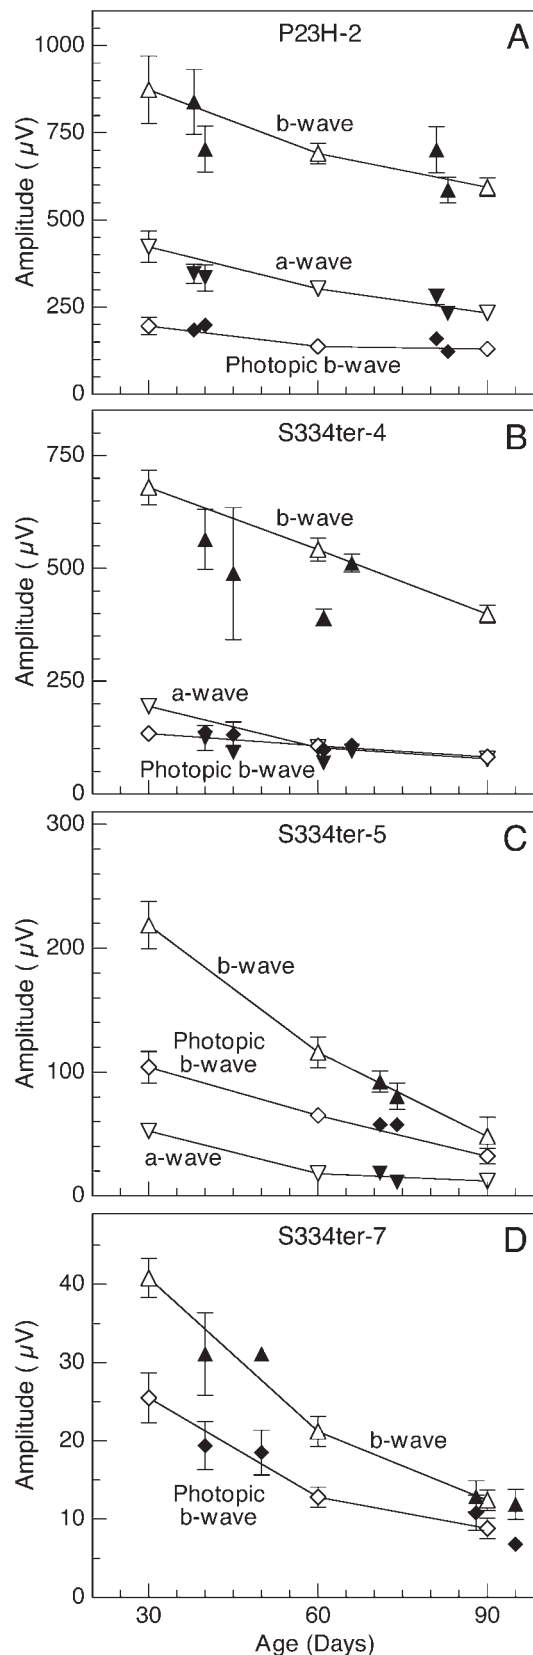 P23H-2
A
1000
750
500
250
0
Amplitude ( µV)
b-wave
a-wave
Photopic b-wave
S334ter-4
B
750
500
250
0
Amplitude ( µV)
b-wave
a-wave
Photopic b-wave
S334ter-5
C
300
200
100
0
Amplitude ( µV)
b-wave
Photopic
b-wave
a-wave
S334ter-7
D
40
30
20
10
0
Amplitude ( µV)
b-wave
Photopic
b-wave
30
60
90
Age (Days)